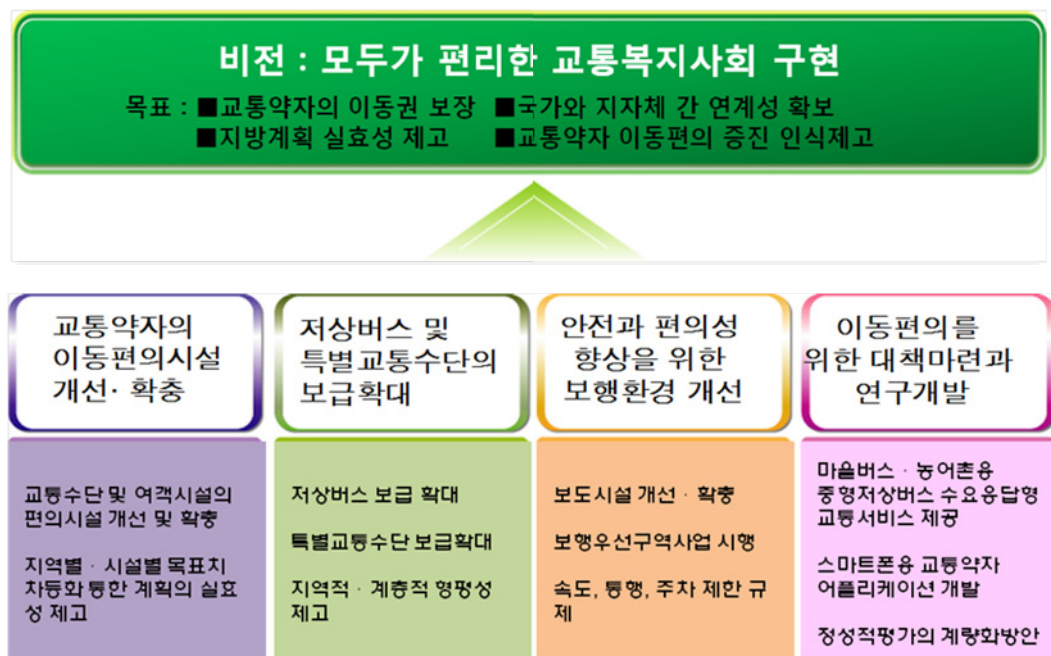 비전 : 모두가 편리한 교통복지사회 구현
목표 : ■교통약자의 이동권 보장 ■국가와 지자체 간 연계성 확보
■지방계획 실효성 제고 ■교통약자 이동편의 증진 인식제고
교통약자의
이동편의시설
개선· 확충
저상버스 및
특별교통수단의
보급확대
안전과 편의성
향상을 위한
보행환경 개선
이동편의를
위한 대책마련과
연구개발
교통수단 및 여객시설의
편의시설 개선 및 확충
지역별 · 시설별 목표치
차등화 통한 계획의 실효
성 제고
저상버스 보급 확대
특별교통수단 보급확대
지역적 · 계층적 형평성
제고
보도시설 개선 · 확충
보행우선구역사업 시행
속도, 통행, 주차 제한 규
제
마을버스 · 농어촌용
중형저상버스 수요응답형
교통서비스 제공
스마트폰용 교통약자
어플리케이션 개발
정성적평가의 계량화방안